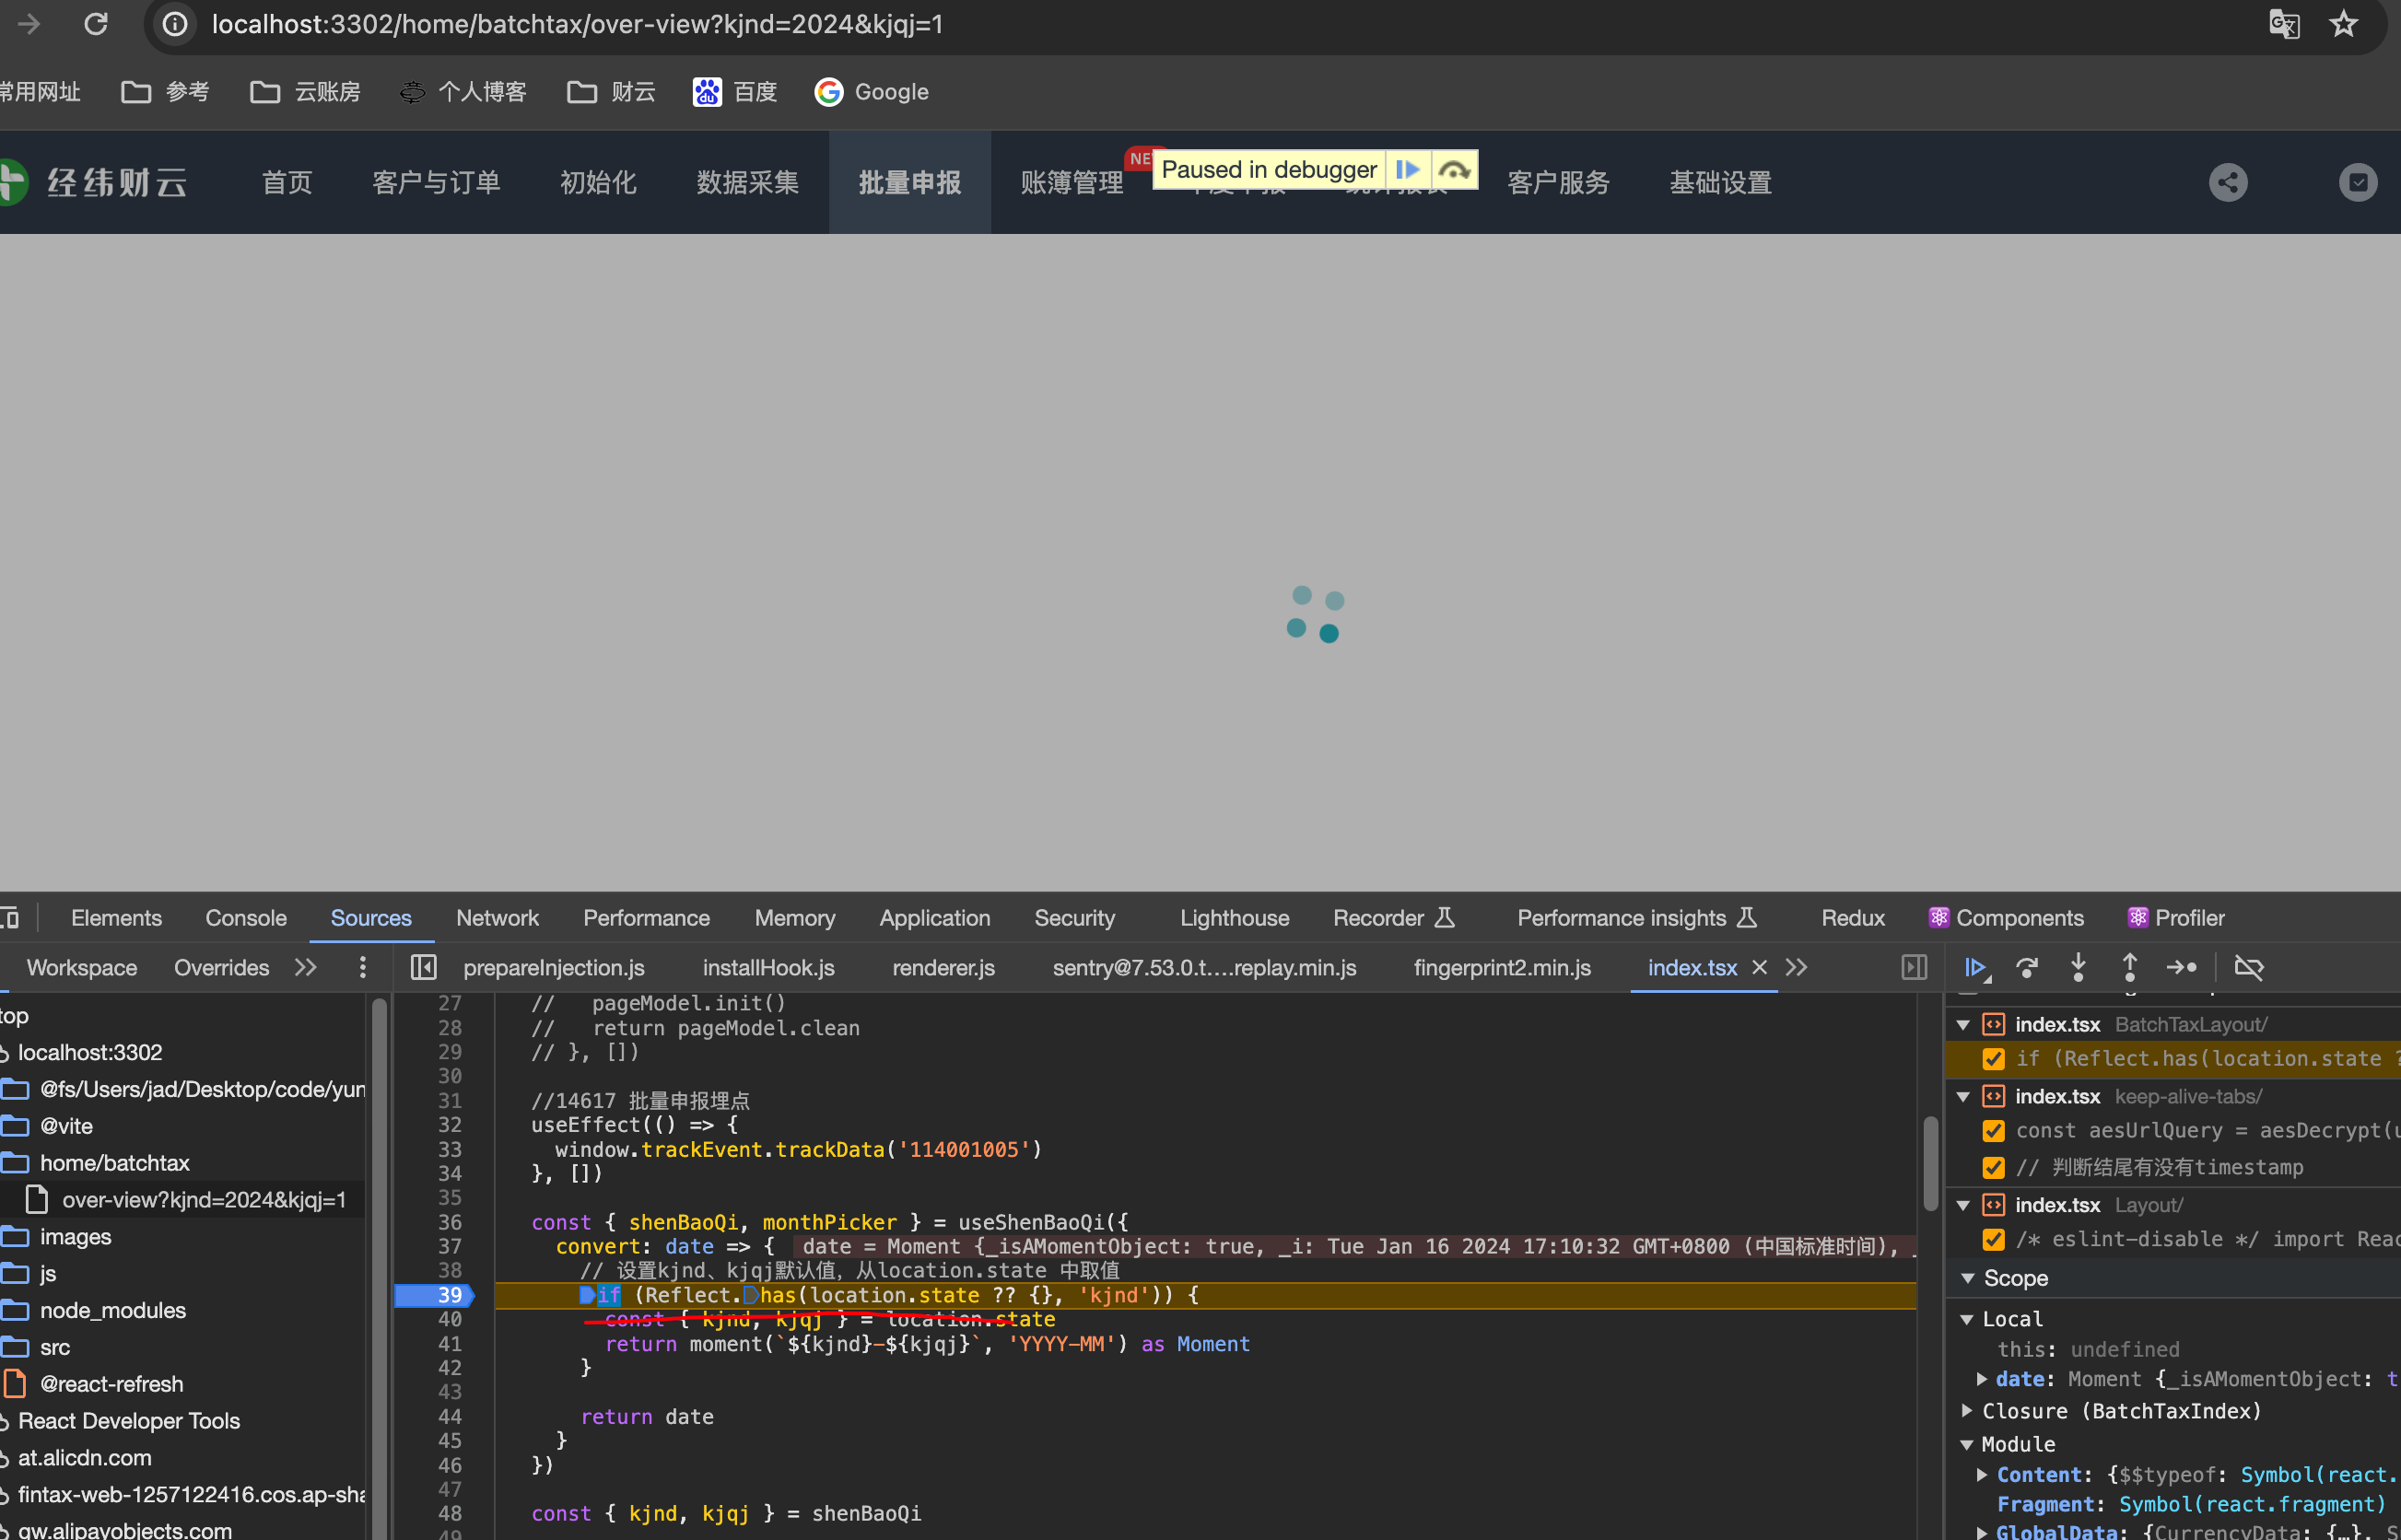 localhost:3302/home/batchtax/over-view?kjnd=2024&kjqj=1
常用网址 参考 云账房 个人博客 财云 百度 Google
经纬财云 首页 客户与订单 初始化 数据采集 批量申报 账簿管理 Paused in debugger 客户服务 基础设置
Elements Console Sources Network Performance Memory Application Security Lighthouse Recorder Performance insights Redux Components Profiler
Workspace Overrides prepareInjection.js installHook.js renderer.js sentry@7.53.0.t….replay.min.js fingerprint2.min.js index.tsx
top
localhost:3302
@fs/Users/jad/Desktop/code/yun
@vite
home/batchtax
over-view?kjnd=2024&kjqj=1
images
js
node_modules
src
@react-refresh
React Developer Tools
at.alicdn.com
fintax-web-1257122416.cos.ap-sha
gw.alipayobjects.com
27 // pageModel.init()
28 // return pageModel.clean
29 // }, [])
30
31 //14617 批量申报埋点
32 useEffect(() => {
33 window.trackEvent.trackData('114001005')
34 }, [])
35
36 const { shenBaoQi, monthPicker } = useShenBaoQi({
37 convert: date => { date = Moment {_isAMomentObject: true, _i: Tue Jan 16 2024 17:10:32 GMT+0800 (中国标准时间), _
38 // 设置kjnd、kjqj默认值，从location.state 中取值
39 if (Reflect.has(location.state ?? {}, 'kjnd')) {
40 const { kjnd, kjqj } = location.state
41 return moment(`${kjnd}-${kjqj}`, 'YYYY-MM') as Moment
42 }
43
44 return date
45 }
46 })
47
48 const { kjnd, kjqj } = shenBaoQi
49
index.tsx BatchTaxLayout/
if (Reflect.has(location.state ?
index.tsx keep-alive-tabs/
const aesUrlQuery = aesDecrypt(u
// 判断结尾有没有timestamp
index.tsx Layout/
/* eslint-disable */ import Reac
Scope
Local
this: undefined
date: Moment {_isAMomentObject: t
Closure (BatchTaxIndex)
Module
Content: {$$typeof: Symbol(react.
Fragment: Symbol(react.fragment)
GlobalData: {CurrencyData: {…}, S